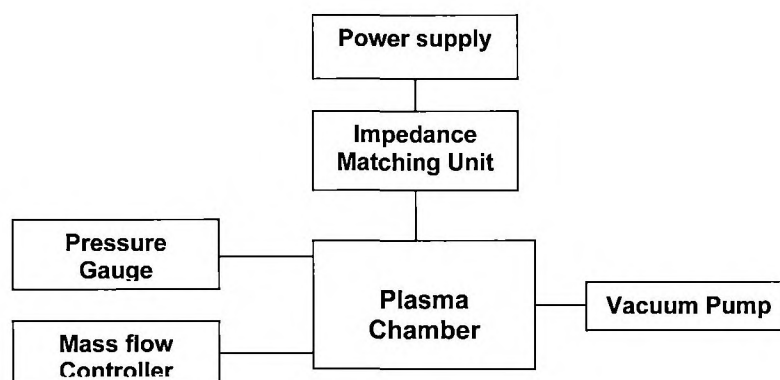 Power supply
Impedance
Matching Unit
Pressure
Gauge
Plasma
Chamber
Vacuum Pump
Mass flow
Controller